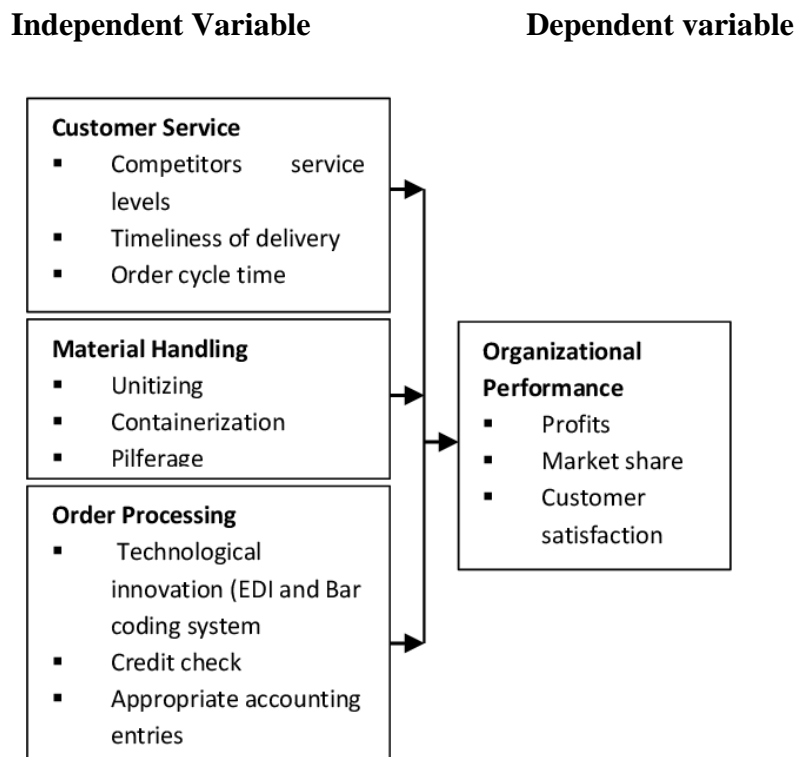 Independent Variable Dependent variable
Customer Service
▪ Competitors service
levels
▪ Timeliness of delivery
▪ Order cycle time
Material Handling
▪ Unitizing
▪ Containerization
▪ Pilferage
Order Processing
▪ Technological
innovation (EDI and Bar
coding system
▪ Credit check
▪ Appropriate accounting
entries
Organizational
Performance
▪ Profits
▪ Market share
▪ Customer
satisfaction